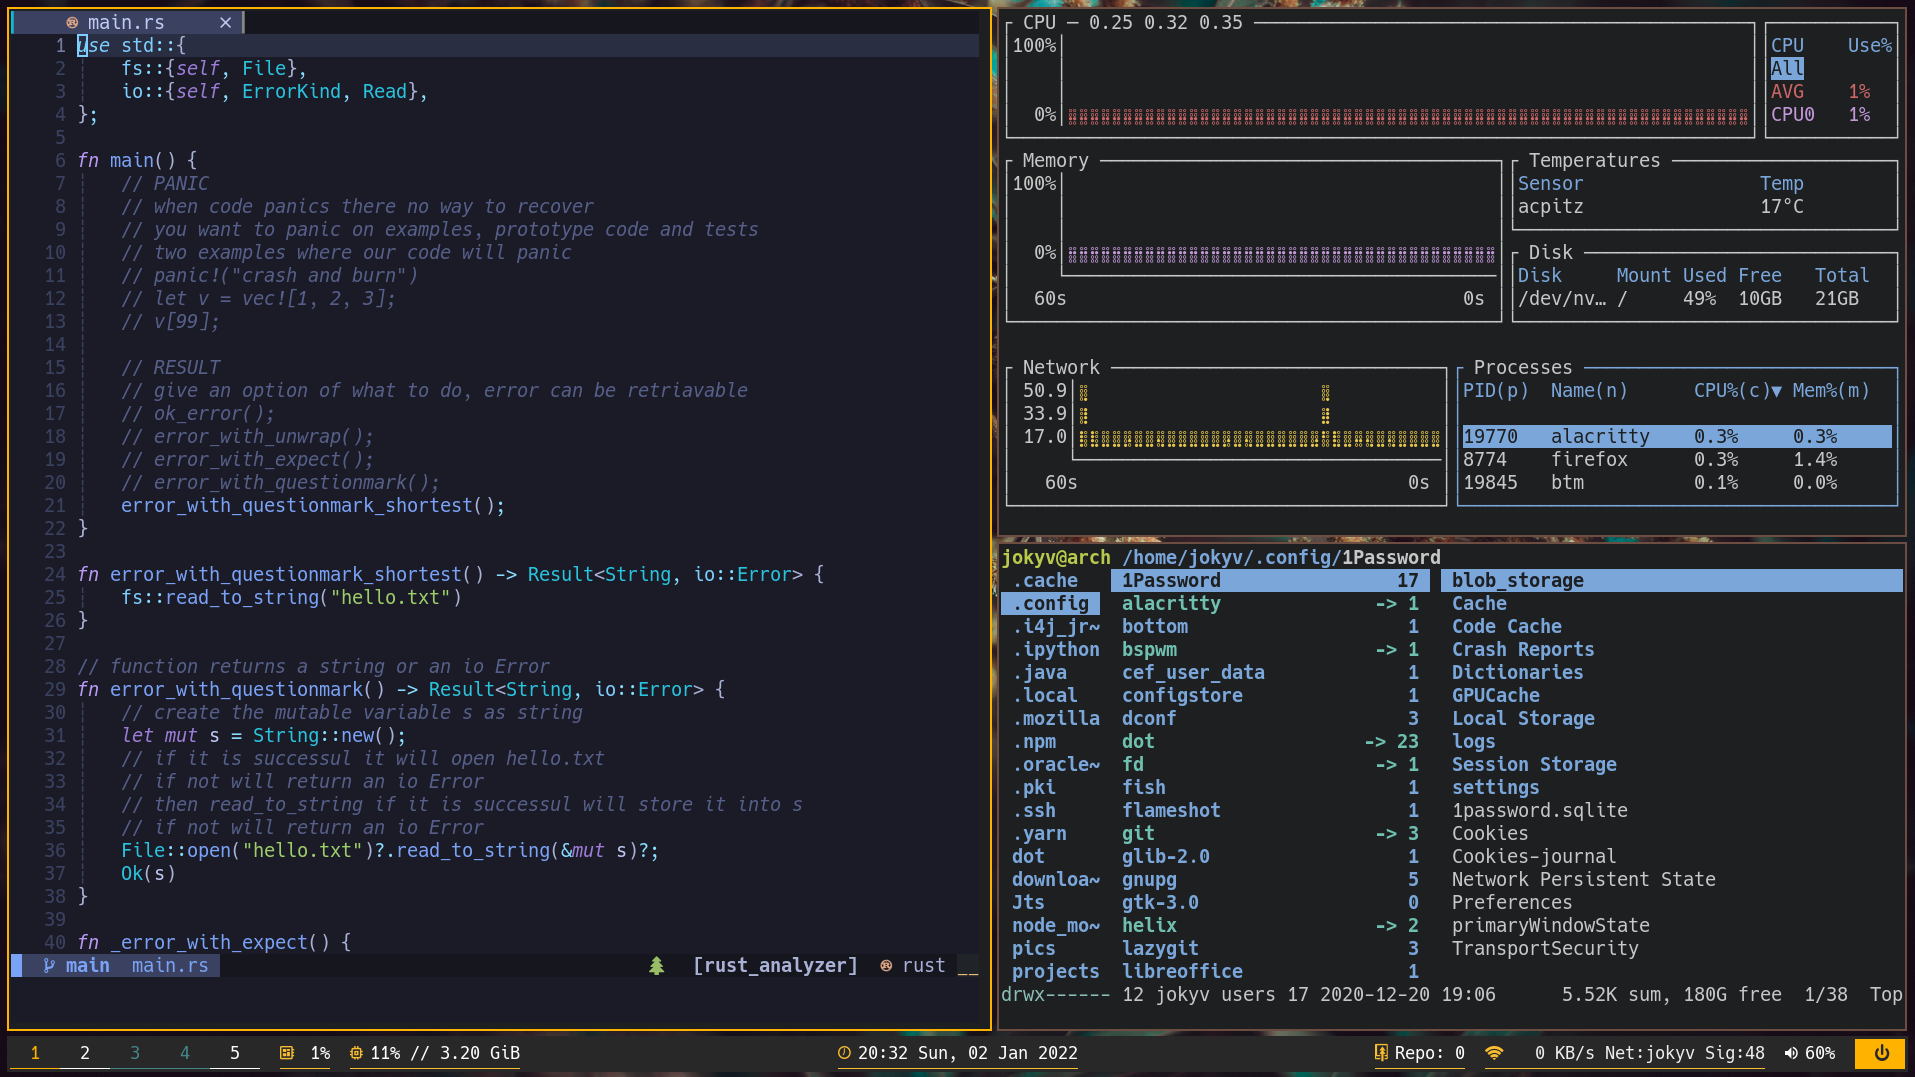 main.rs ×
1 use std::{
2 fs::{self, File},
3 io::{self, ErrorKind, Read},
4 };
5
6 fn main() {
7 // PANIC
8 // when code panics there no way to recover
9 // you want to panic on examples, prototype code and tests
10 // two examples where our code will panic
11 // panic!("crash and burn")
12 // let v = vec![1, 2, 3];
13 // v[99];
14
15 // RESULT
16 // give an option of what to do, error can be retriavable
17 // ok_error();
18 // error_with_unwrap();
19 // error_with_expect();
20 // error_with_questionmark();
21 error_with_questionmark_shortest();
22 }
23
24 fn error_with_questionmark_shortest() -> Result<String, io::Error> {
25 fs::read_to_string("hello.txt")
26 }
27
28 // function returns a string or an io Error
29 fn error_with_questionmark() -> Result<String, io::Error> {
30 // create the mutable variable s as string
31 let mut s = String::new();
32 // if it is successul it will open hello.txt
33 // if not will return an io Error
34 // then read_to_string if it is successul will store it into s
35 // if not will return an io Error
36 File::open("hello.txt")?.read_to_string(&mut s)?;
37 Ok(s)
38 }
39
40 fn _error_with_expect() {
main main.rs [rust_analyzer] rust __
CPU — 0.25 0.32 0.35
100%
0%
CPU Use%
All
AVG 1%
CPU0 1%
Memory
100%
0%
60s 0s
Temperatures
Sensor Temp
acpitz 17°C
Disk
Disk Mount Used Free Total
/dev/nv… / 49% 10GB 21GB
Network
50.9
33.9
17.0
60s 0s
Processes
PID(p) Name(n) CPU%(c)▼ Mem%(m)
19770 alacritty 0.3% 0.3%
8774 firefox 0.3% 1.4%
19845 btm 0.1% 0.0%
jokyv@arch /home/jokyv/.config/1Password
.cache 1Password 17 blob_storage
.config alacritty -> 1 Cache
.i4j_jr~ bottom 1 Code Cache
.ipython bspwm -> 1 Crash Reports
.java cef_user_data 1 Dictionaries
.local configstore 1 GPUCache
.mozilla dconf 3 Local Storage
.npm dot -> 23 logs
.oracle~ fd -> 1 Session Storage
.pki fish 1 settings
.ssh flameshot 1 1password.sqlite
.yarn git -> 3 Cookies
dot glib-2.0 1 Cookies-journal
downloa~ gnupg 5 Network Persistent State
Jts gtk-3.0 0 Preferences
node_mo~ helix -> 2 primaryWindowState
pics lazygit 3 TransportSecurity
projects libreoffice 1
drwx------ 12 jokyv users 17 2020-12-20 19:06 5.52K sum, 180G free 1/38 Top
1 2 3 4 5 1% 11% // 3.20 GiB 20:32 Sun, 02 Jan 2022 Repo: 0 0 KB/s Net:jokyv Sig:48 60%